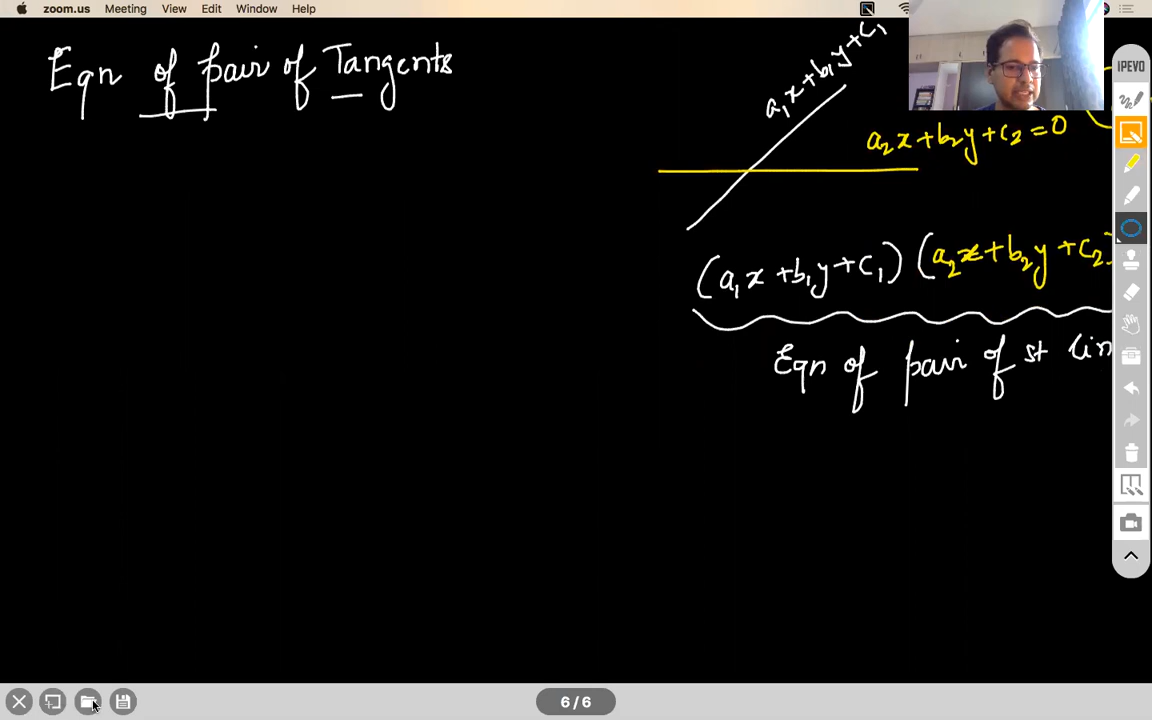 zoom.us Meeting View Edit Window Help
Eqn of pair of Tangents
a₁x+b₁y+c₁
IPEVO
a₂x+b₂y+c₂=0
(a₁x+b₁y+c₁)(a₂x+b₂y+c₂
Eqn of pair of st lin
6/6